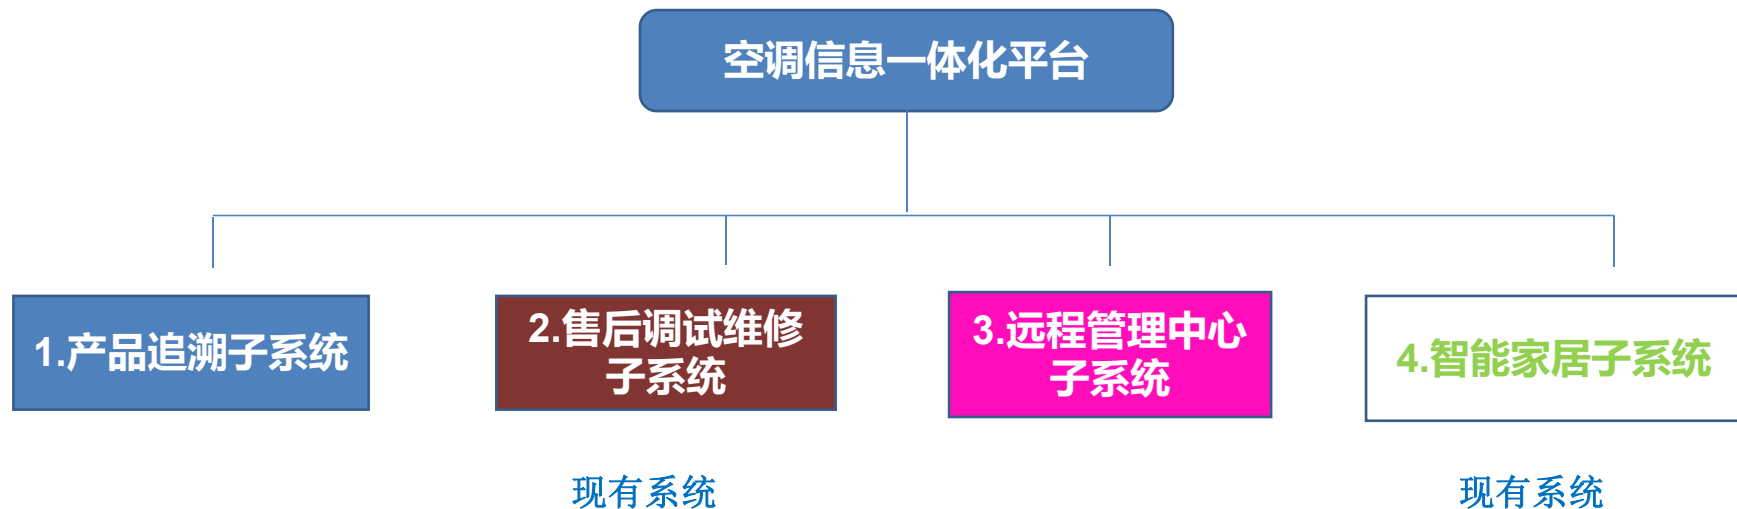 空调信息一体化平台
1.产品追溯子系统
2.售后调试维修
子系统
3.远程管理中心
子系统
4.智能家居子系统
现有系统
现有系统